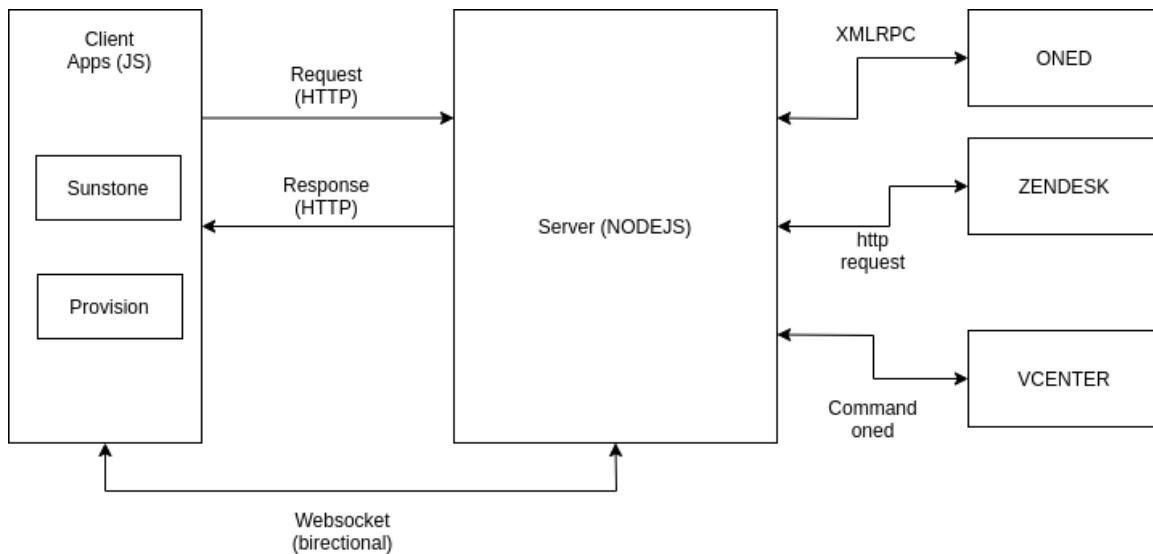 Client
Apps (JS)
Sunstone
Provision
Request
(HTTP)
Response
(HTTP)
Server (NODEJS)
XMLRPC
ONED
ZENDESK
http
request
VCENTER
Command
oned
Websocket
(birectional)